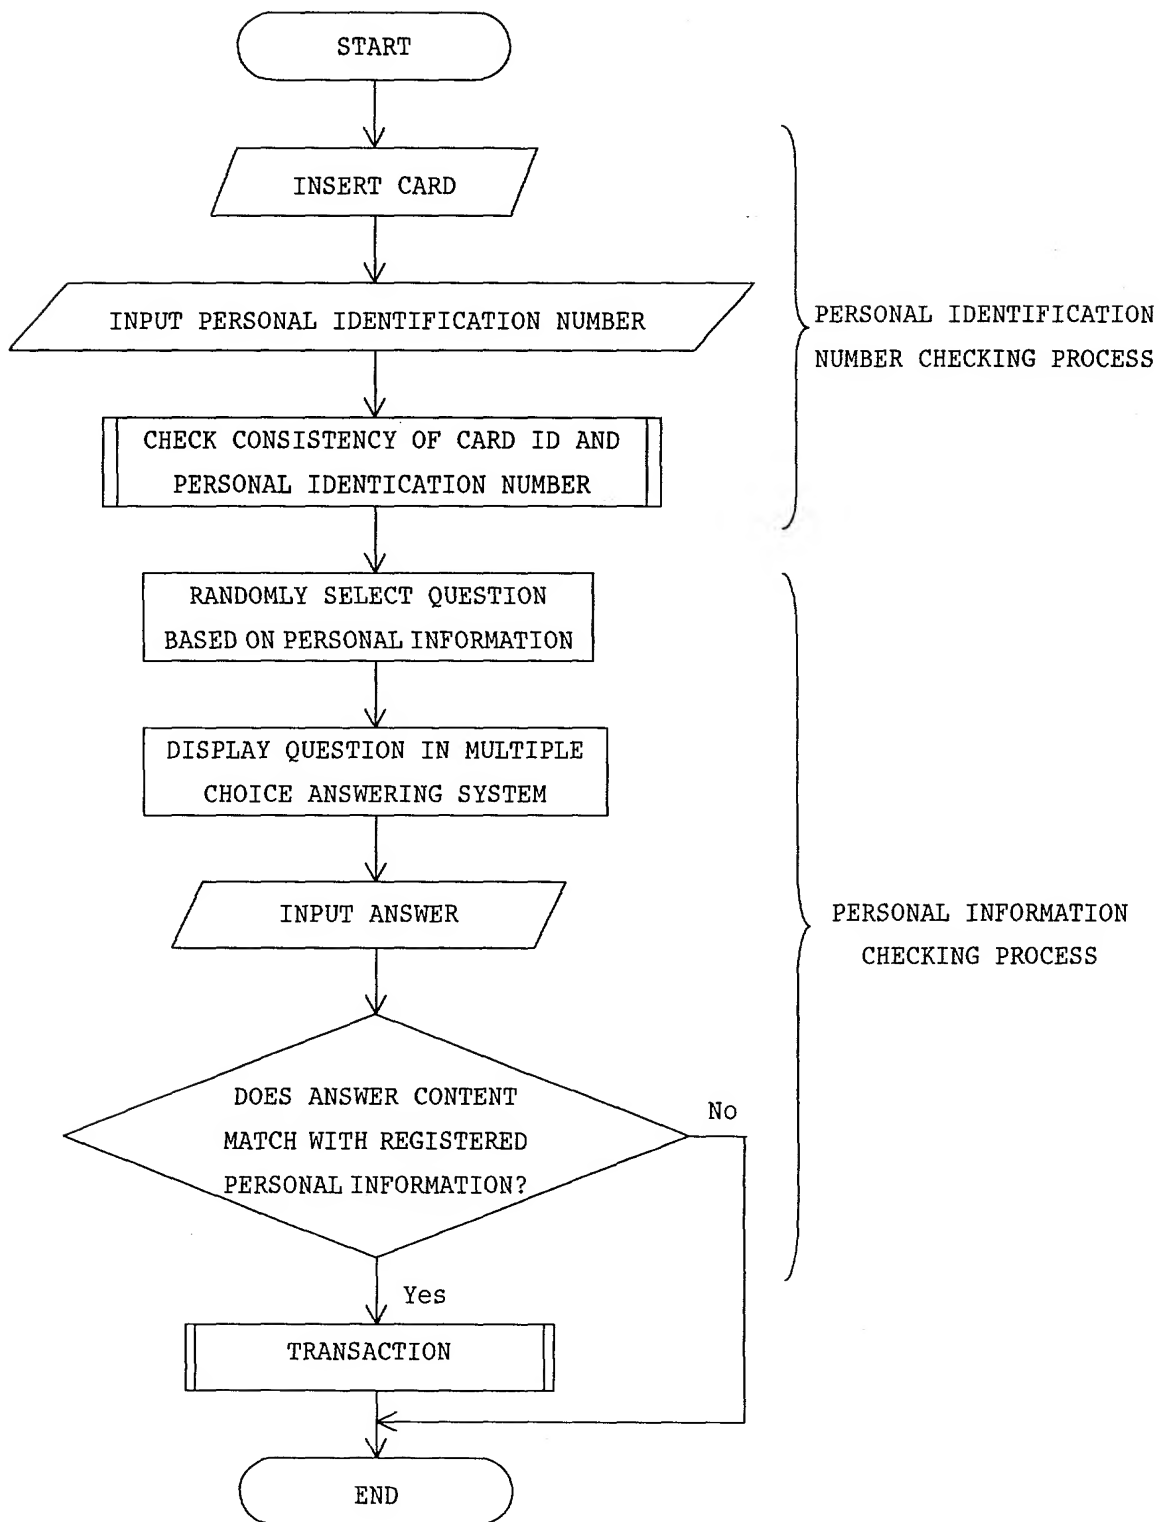 START
INSERT CARD
INPUT PERSONAL IDENTIFICATION NUMBER
PERSONAL IDENTIFICATION
NUMBER CHECKING PROCESS
CHECK CONSISTENCY OF CARD ID AND
PERSONAL IDENTICATION NUMBER
RANDOMLY SELECT QUESTION
BASED ON PERSONAL INFORMATION
DISPLAY QUESTION IN MULTIPLE
CHOICE ANSWERING SYSTEM
INPUT ANSWER
PERSONAL INFORMATION
CHECKING PROCESS
DOES ANSWER CONTENT
MATCH WITH REGISTERED
PERSONAL INFORMATION?
No
Yes
TRANSACTION
END